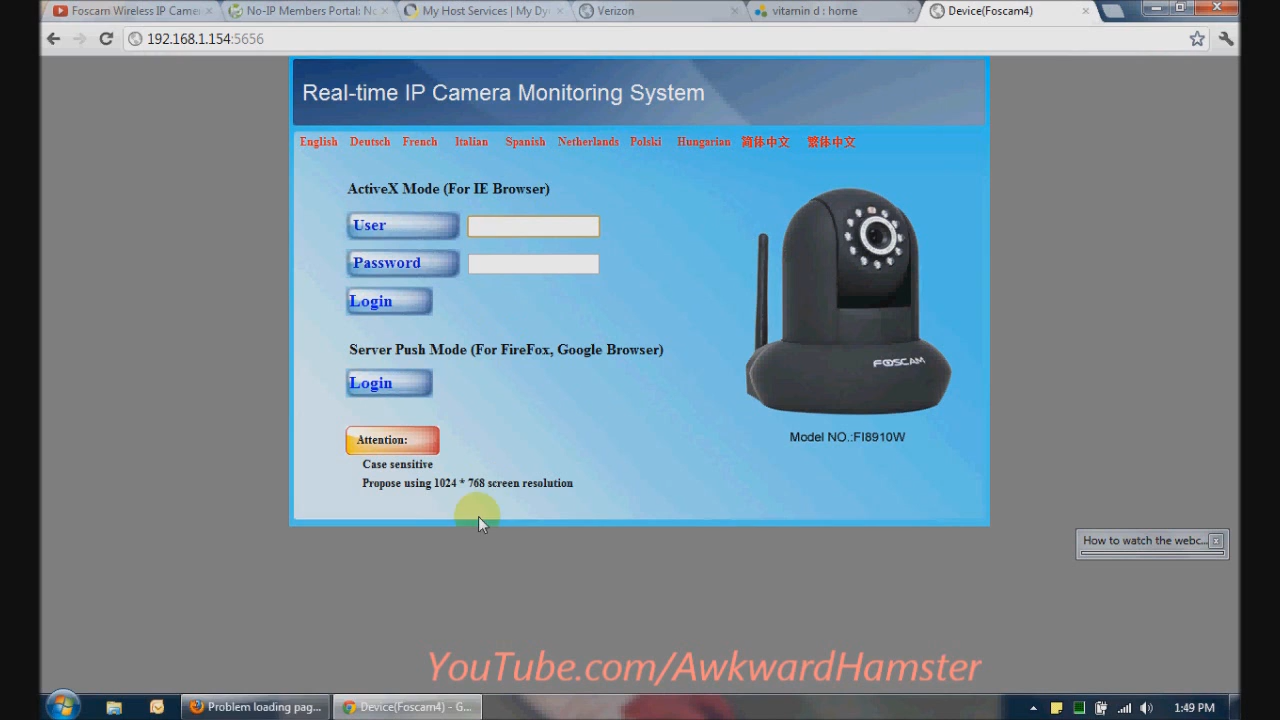 Foscam Wireless IP Camer
No-IP Members Portal: No
My Host Services | My Dy
Verizon
vitamin d : home
Device(Foscam4)
192.168.1.154:5656
Real-time IP Camera Monitoring System
English Deutsch French Italian Spanish Netherlands Polski Hungarian 简体中文 繁体中文
ActiveX Mode (For IE Browser)
User
Password
Login
Server Push Mode (For FireFox, Google Browser)
Login
Attention:
Case sensitive
Propose using 1024 * 768 screen resolution
FOSCAM
Model NO.:FI8910W
How to watch the webc...
YouTube.com/AwkwardHamster
Problem loading pag...
Device(Foscam4) - G...
1:49 PM